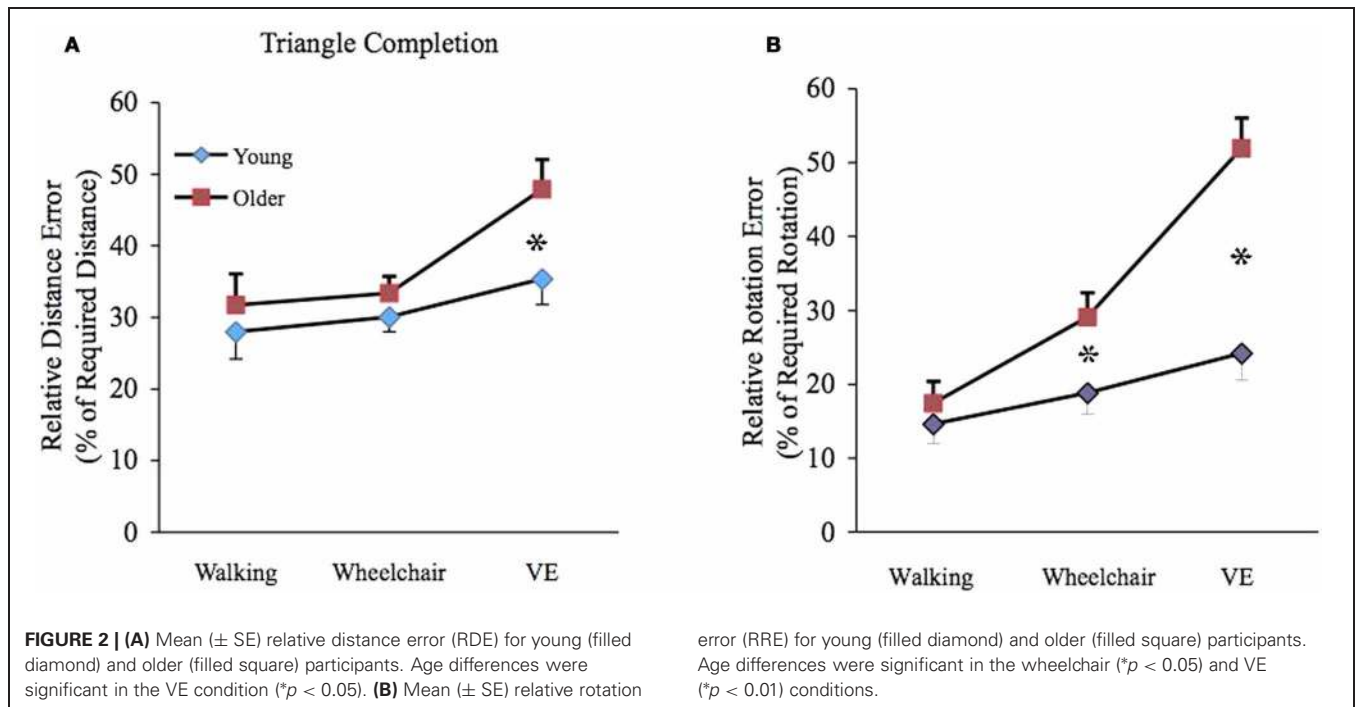 A
Triangle Completion
60
50
40
30
20
10
0
Relative Distance Error
(% of Required Distance)
Young
Older
*
Walking Wheelchair VE
B
60
50
40
30
20
10
0
Relative Rotation Error
(% of Required Rotation)
*
*
Walking Wheelchair VE
FIGURE 2 | (A) Mean (± SE) relative distance error (RDE) for young (filled
diamond) and older (filled square) participants. Age differences were
significant in the VE condition (*p < 0.05). (B) Mean (± SE) relative rotation
error (RRE) for young (filled diamond) and older (filled square) participants.
Age differences were significant in the wheelchair (*p < 0.05) and VE
(*p < 0.01) conditions.